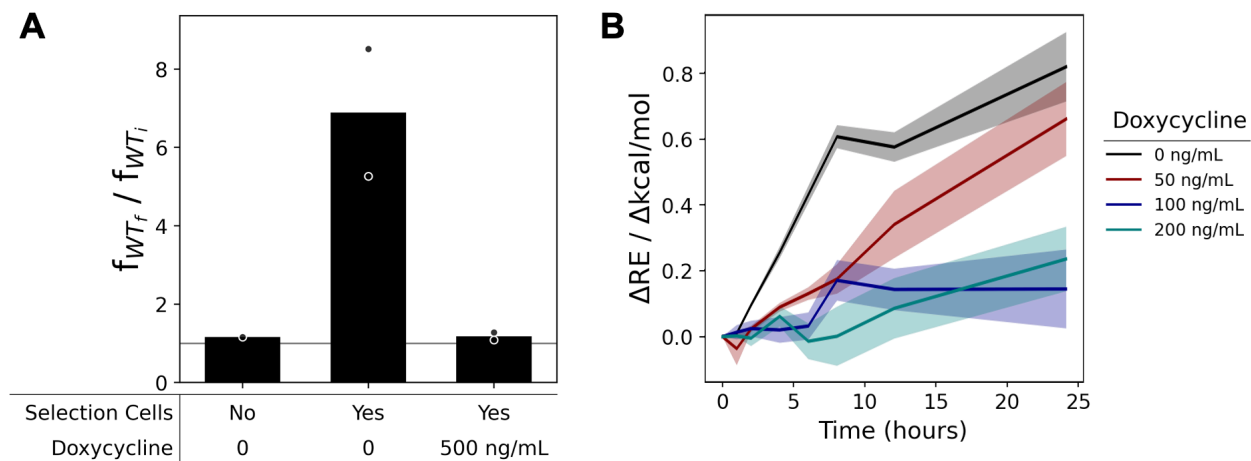 A
f_WT_f / f_WT_i
8
6
4
2
0
Selection Cells No Yes Yes
Doxycycline 0 0 500 ng/mL
B
ΔRE / Δkcal/mol
0.8
0.6
0.4
0.2
0.0
0 5 10 15 20 25
Time (hours)
Doxycycline
0 ng/mL
50 ng/mL
100 ng/mL
200 ng/mL